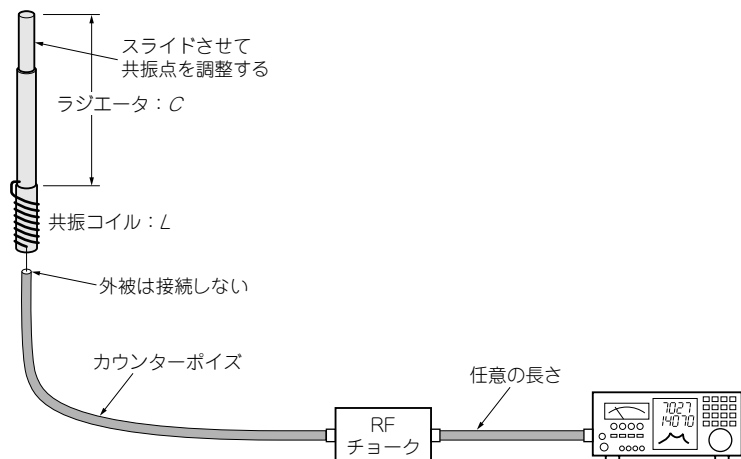 スライドさせて
共振点を調整する
ラジエータ：C
共振コイル：L
外被は接続しない
カウンターポイズ
任意の長さ
RF
チョーク
7027
14070